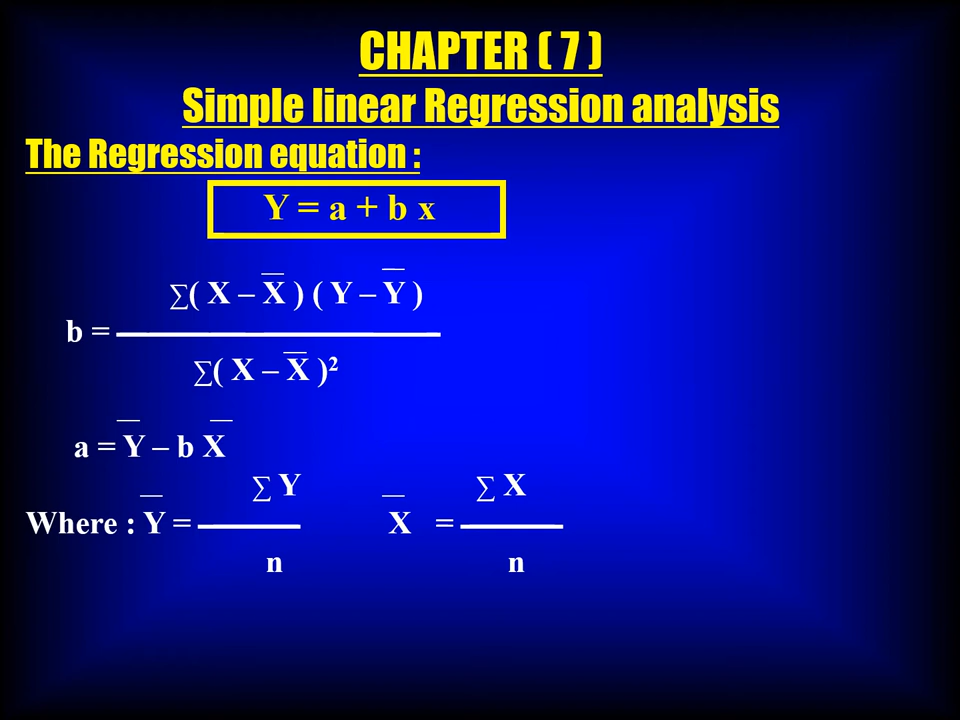 CHAPTER ( 7 )
Simple linear Regression analysis
The Regression equation :
Y = a + b x
∑( X – X̅ ) ( Y – Y̅ )
b =
∑( X – X̅ )²
a = Y̅ – b X̅
∑ Y ∑ X
Where : Y̅ = X̅ =
n n